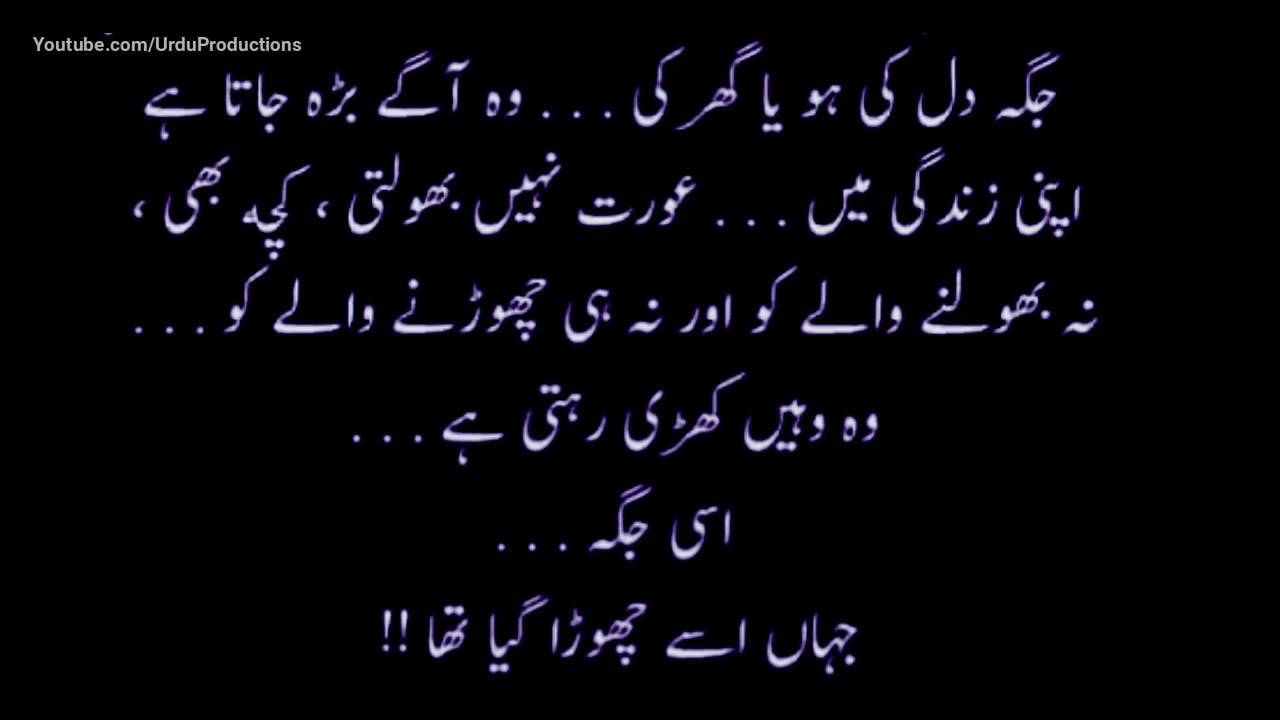 Youtube.com/UrduProductions
جگہ دل کی ہو یا گھر کی . . . وہ آگے بڑھ جاتا ہے
اپنی زندگی میں . . . عورت نہیں بھولتی ، کچھ بھی ،
نہ بھولنے والے کو اور نہ ہی چھوڑنے والے کو . . .
وہ وہیں کھڑی رہتی ہے . . .
اسی جگہ . . .
جہاں اسے چھوڑا گیا تھا !!